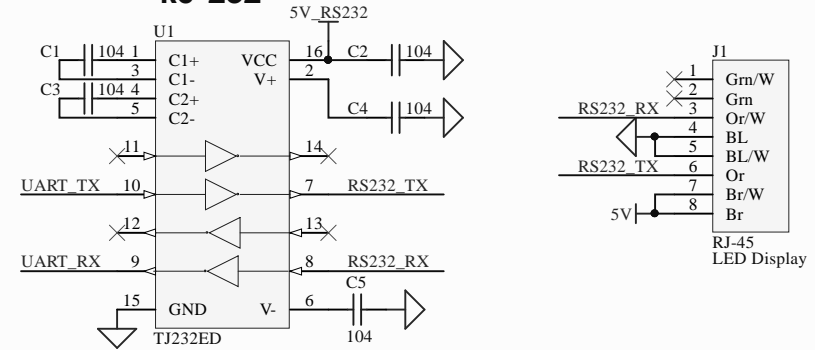 RS-232
5V_RS232
U1
C1 104 1 C1+ VCC 16 C2 104
3 C1- V+ 2
C3 104 4 C2+
5 C2- C4 104
11 14
UART_TX 10 7 RS232_TX
12 13
UART_RX 9 8 RS232_RX
15 GND V- 6 C5
104
TJ232ED
J1
1 Grn/W
2 Grn
RS232_RX 3 Or/W
4 BL
5 BL/W
RS232_TX 6 Or
7 Br/W
5V 8 Br
RJ-45
LED Display